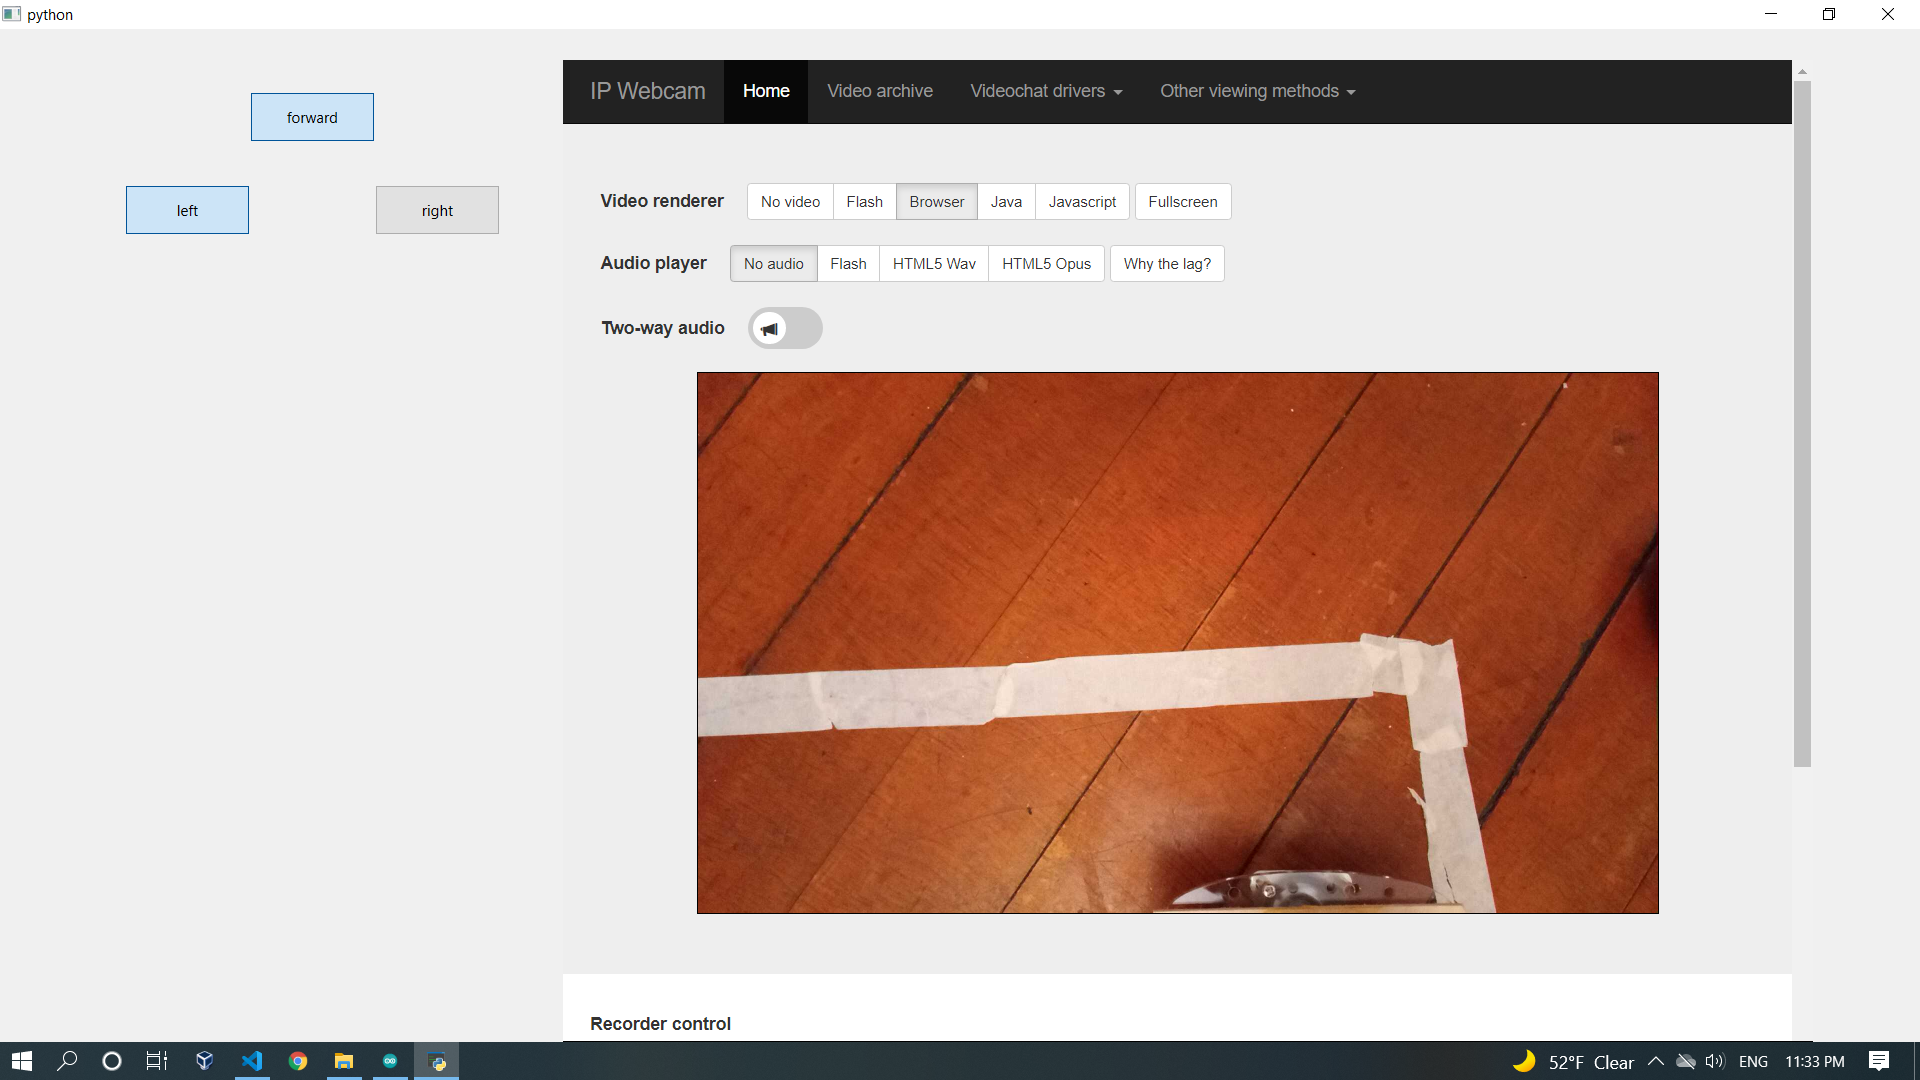 python
forward
left right
IP Webcam Home Video archive Videochat drivers Other viewing methods
Video renderer No video Flash Browser Java Javascript Fullscreen
Audio player No audio Flash HTML5 Wav HTML5 Opus Why the lag?
Two-way audio
Recorder control
52°F Clear ENG 11:33 PM